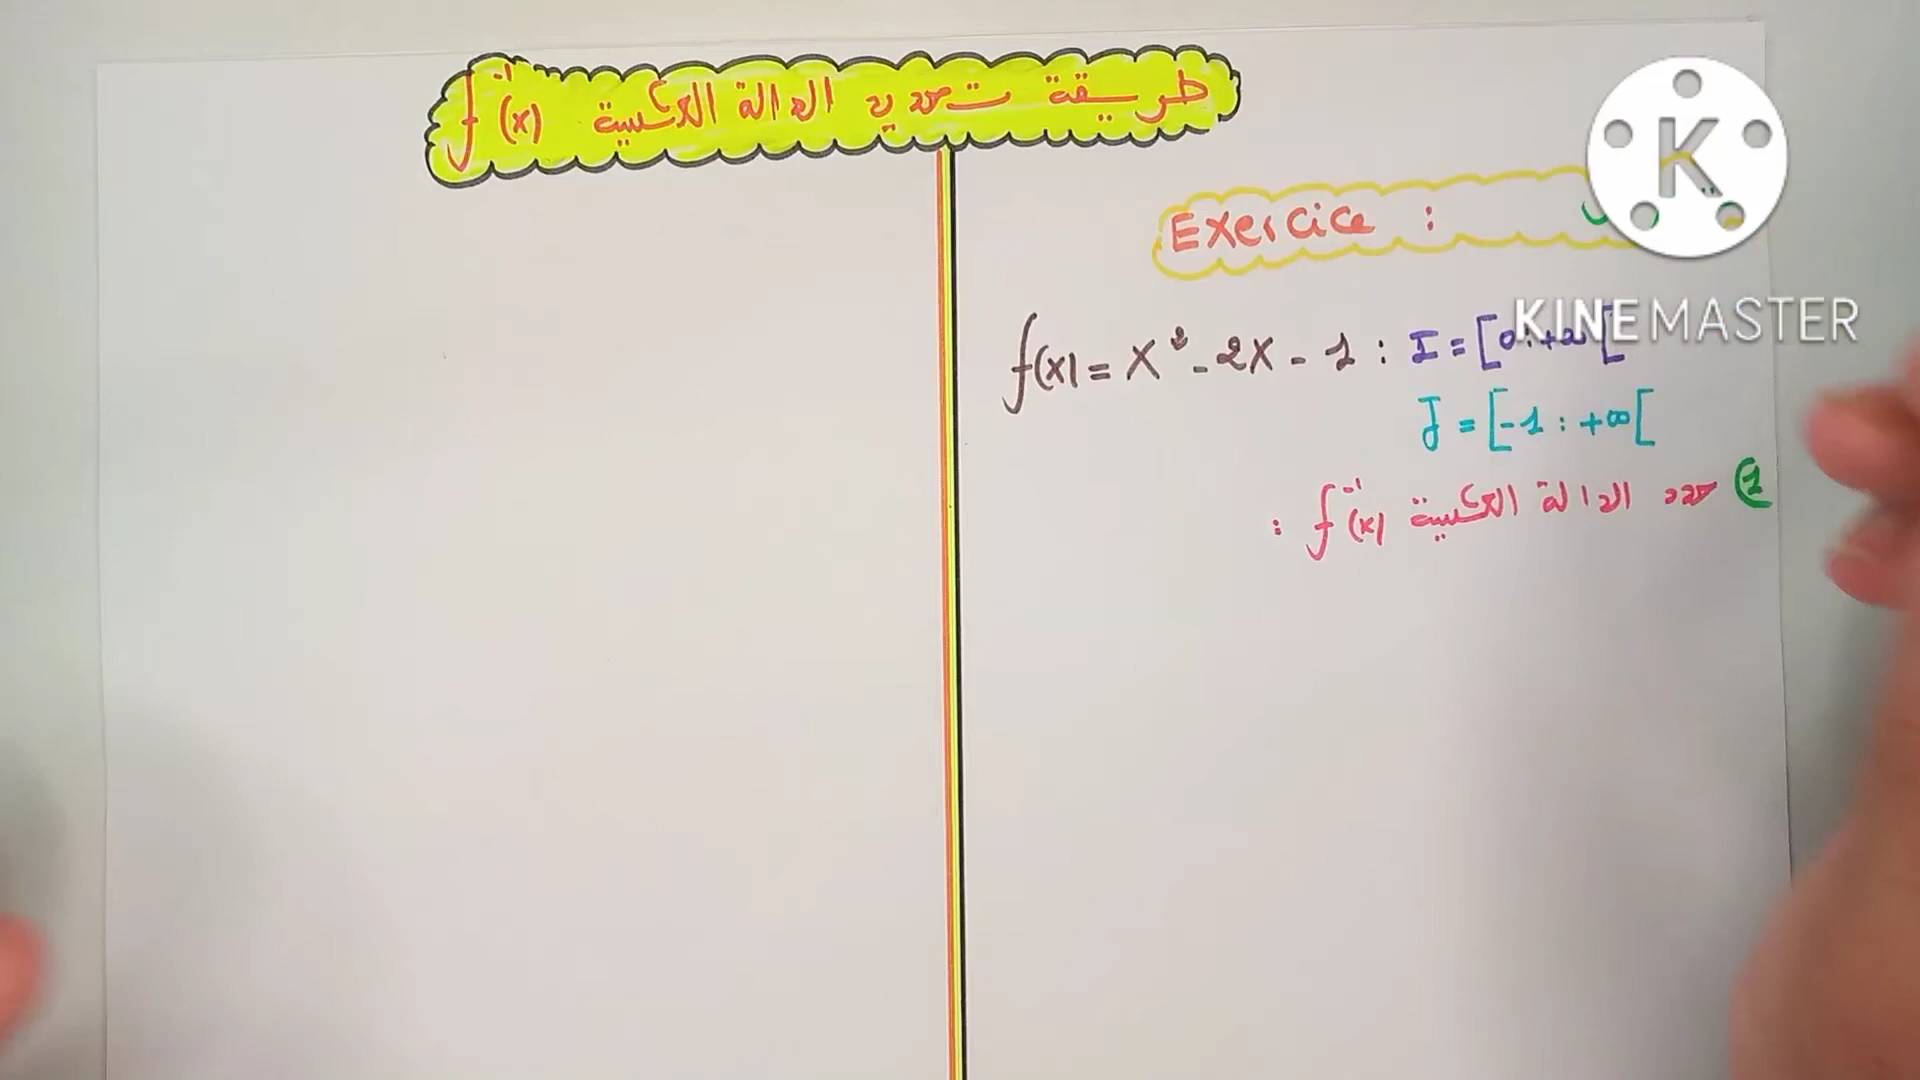 طريقة تحديد الدالة العكسية f⁻¹(x)
Exercice :
f(x) = x² - 2x - 1 : I = [0 : +∞[
J = [-1 : +∞[
① حدد الدالة العكسية f⁻¹(x) :
K
KINEMASTER